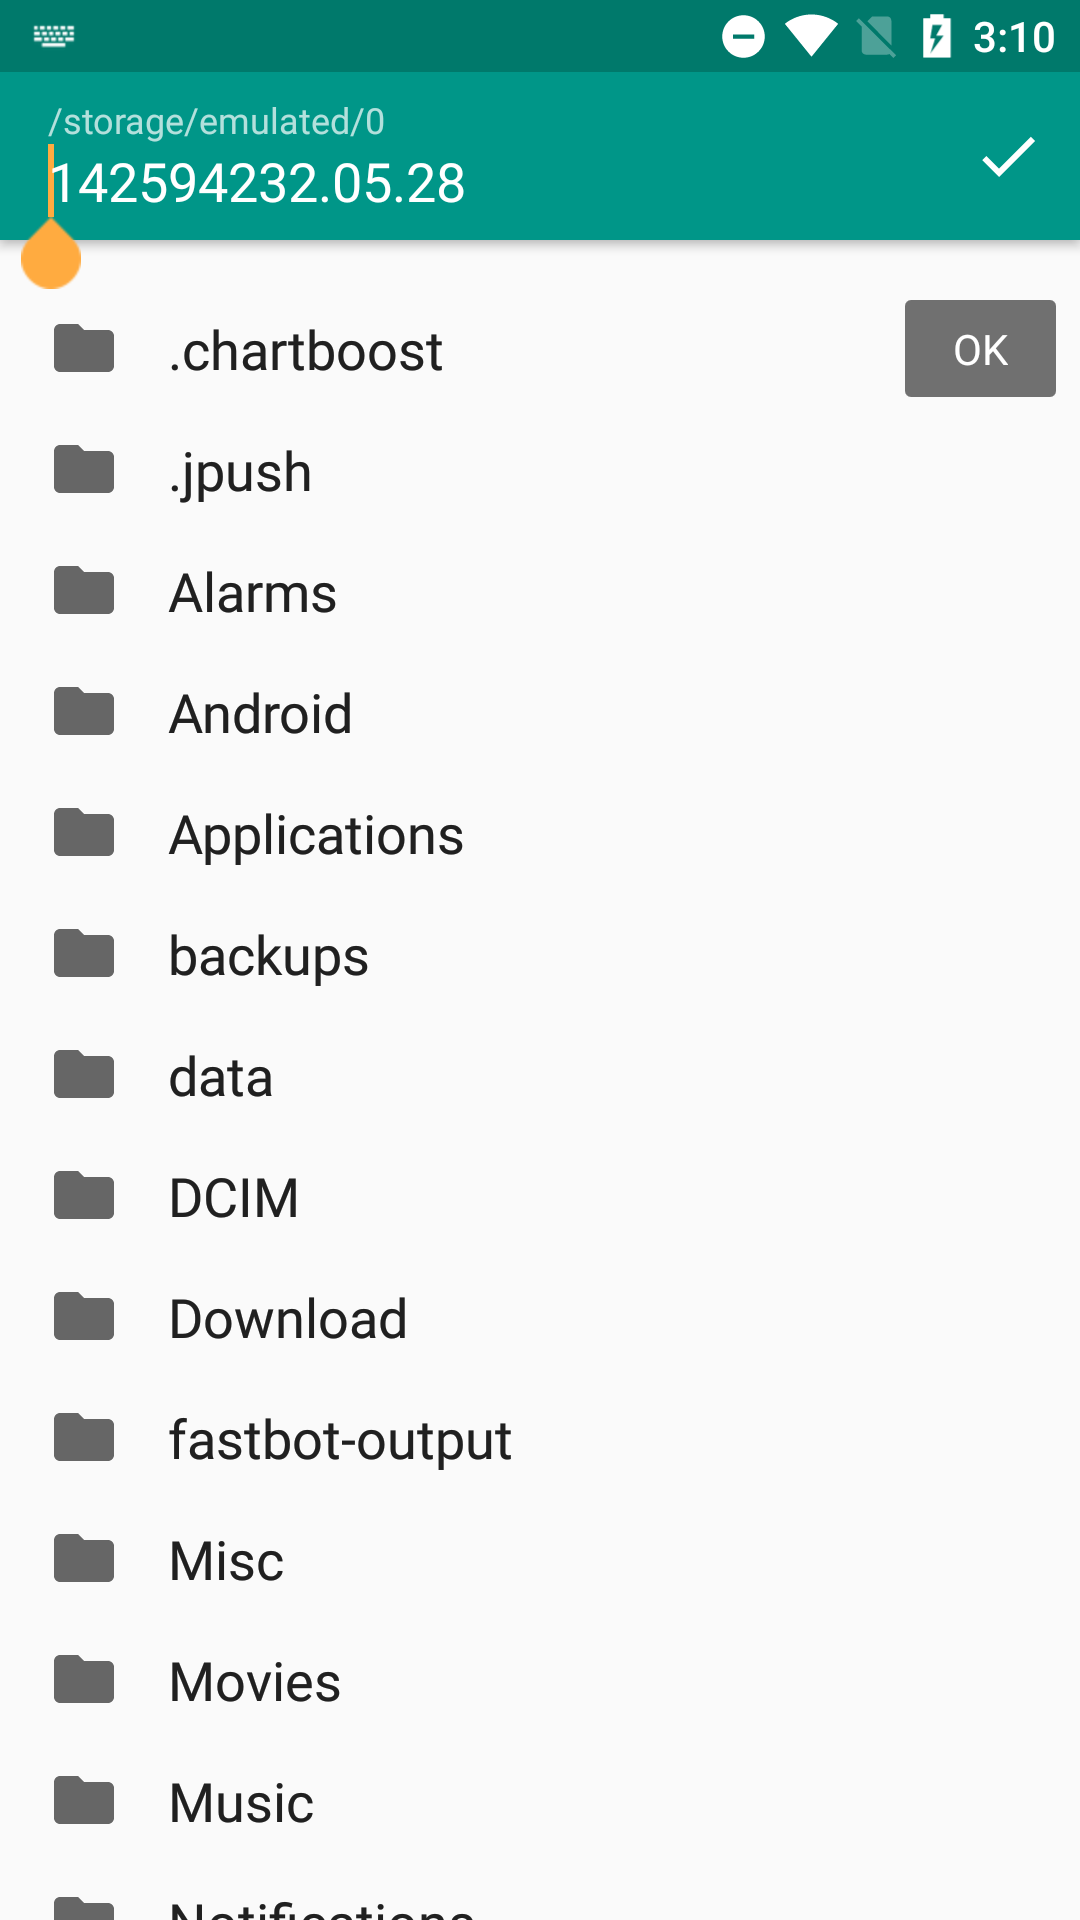 3:10
/storage/emulated/0
142594232.05.28
.chartboost
OK
.jpush
Alarms
Android
Applications
backups
data
DCIM
Download
fastbot-output
Misc
Movies
Music
Notifications